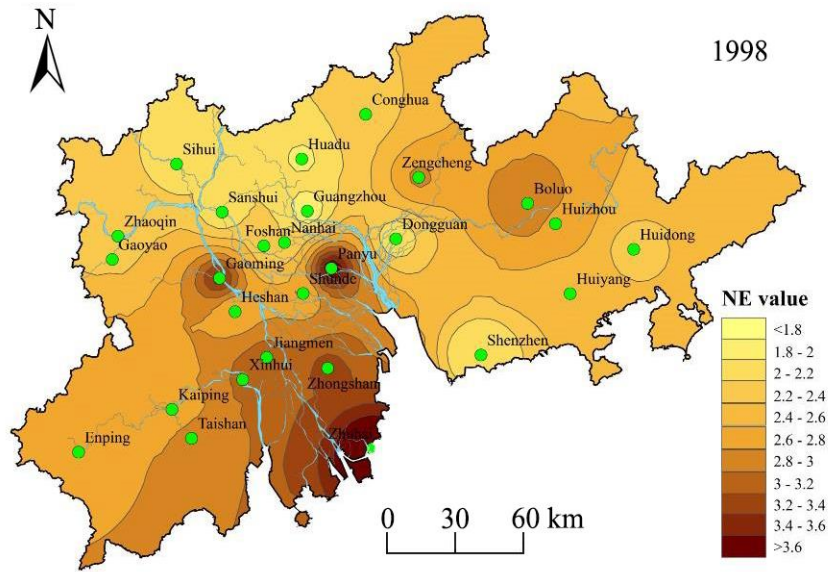 N
1998
Conghua
Huadu
Sihui
Zengcheng
Boluo
Sanshui
Guangzhou
Huizhou
Zhaoqin
Foshan
Nanhai
Dongguan
Gaoyao
Huidong
Gaoming
Panyu
Shunde
Huiyang
Heshan
Jiangmen
Shenzhen
Xinhui
Zhongshan
Kaiping
Enping
Taishan
Zhuhai
NE value
<1.8
1.8 - 2
2 - 2.2
2.2 - 2.4
2.4 - 2.6
2.6 - 2.8
2.8 - 3
3 - 3.2
3.2 - 3.4
3.4 - 3.6
>3.6
0 30 60 km